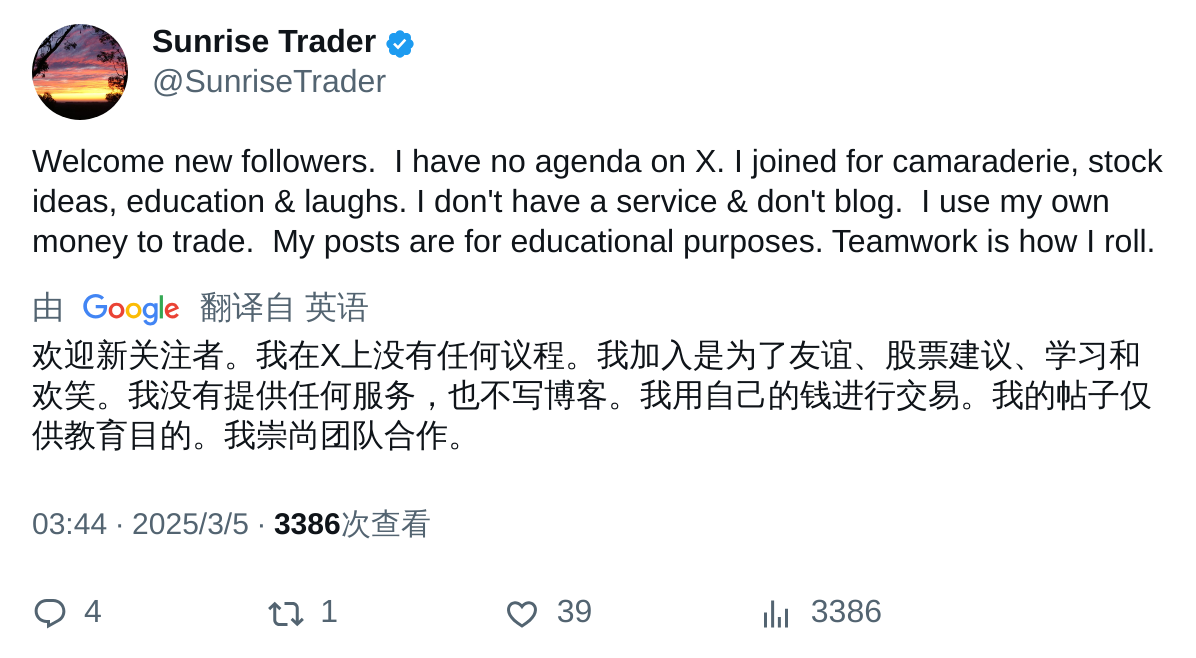 Sunrise Trader
@SunriseTrader
Welcome new followers.  I have no agenda on X. I joined for camaraderie, stock
ideas, education & laughs. I don't have a service & don't blog.  I use my own
money to trade.  My posts are for educational purposes. Teamwork is how I roll.
由 Google 翻译自 英语
欢迎新关注者。我在X上没有任何议程。我加入是为了友谊、股票建议、学习和
欢笑。我没有提供任何服务，也不写博客。我用自己的钱进行交易。我的帖子仅
供教育目的。我崇尚团队合作。
03:44 · 2025/3/5 · 3386次查看
4 1 39 3386